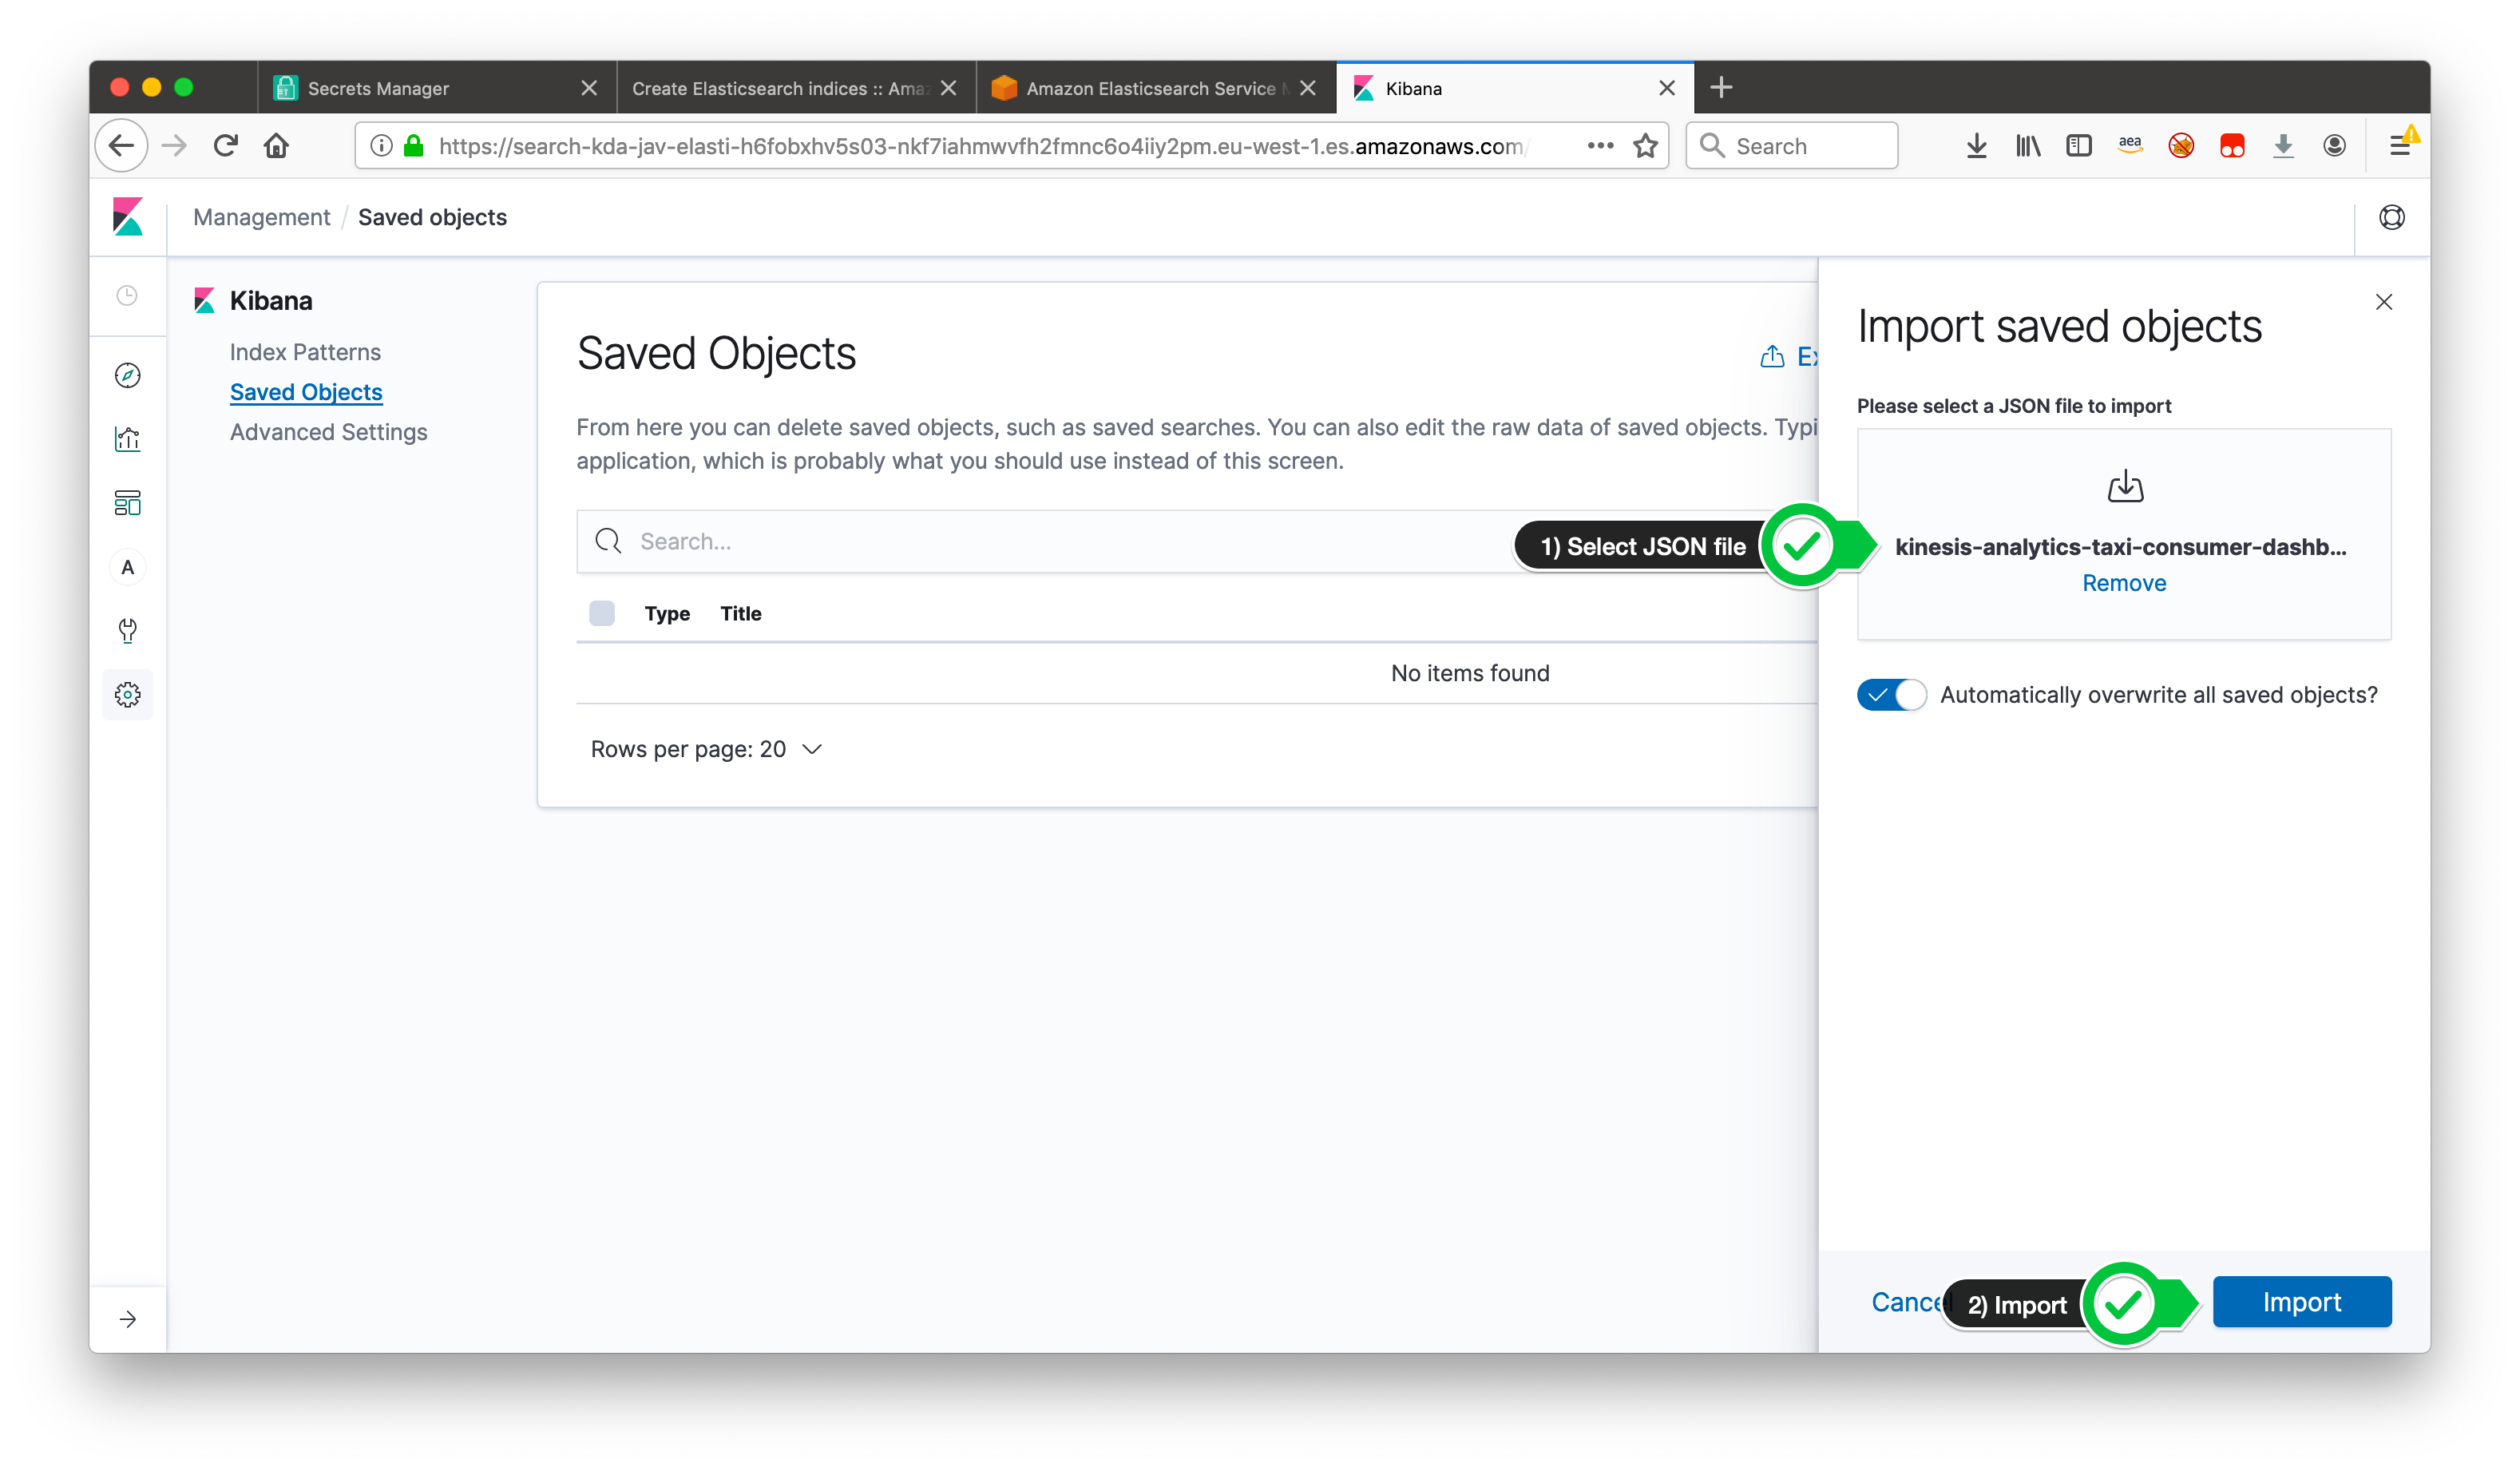 Secrets Manager
Create Elasticsearch indices :: Ama
Amazon Elasticsearch Service
Kibana
https://search-kda-jav-elasti-h6fobxhv5s03-nkf7iahmwvfh2fmnc6o4iiy2pm.eu-west-1.es.amazonaws.com/
Search
aea
Management / Saved objects
Kibana
Index Patterns
Saved Objects
Advanced Settings
A
Saved Objects
Ex
From here you can delete saved objects, such as saved searches. You can also edit the raw data of saved objects. Typi
application, which is probably what you should use instead of this screen.
Search...
Type Title
No items found
Rows per page: 20
Import saved objects
Please select a JSON file to import
1) Select JSON file
kinesis-analytics-taxi-consumer-dashb...
Remove
Automatically overwrite all saved objects?
Cancel
2) Import
Import